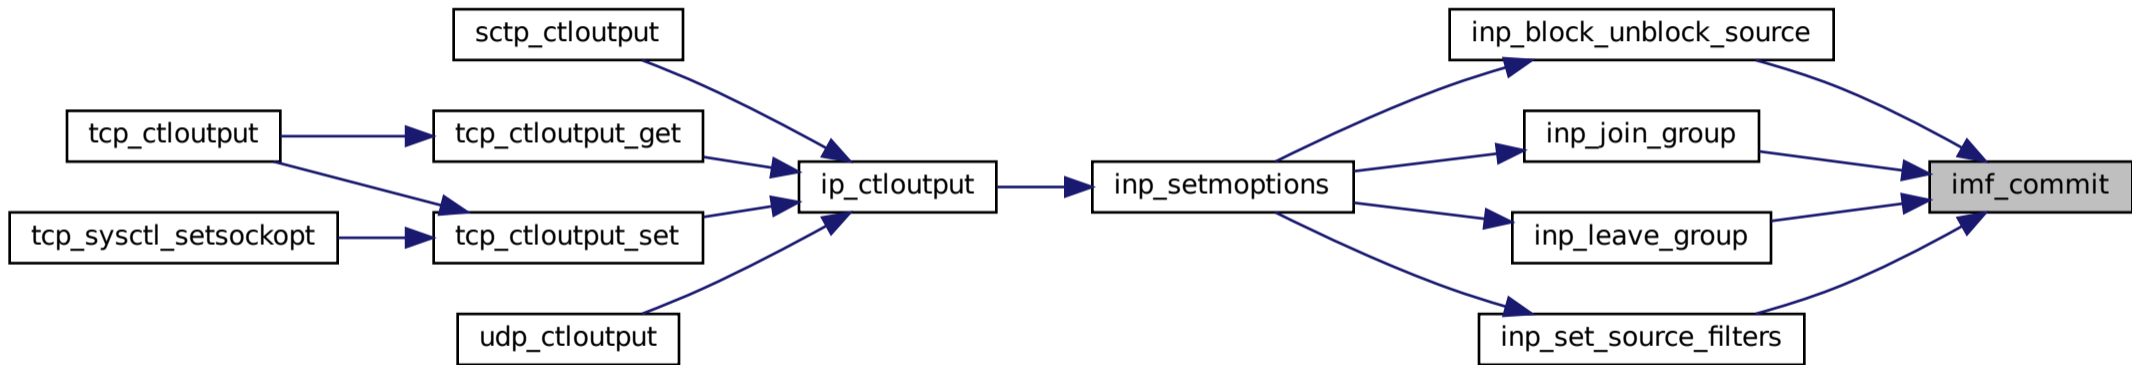 sctp_ctloutput
inp_block_unblock_source
tcp_ctloutput
tcp_ctloutput_get
inp_join_group
ip_ctloutput
inp_setmoptions
imf_commit
tcp_sysctl_setsockopt
tcp_ctloutput_set
inp_leave_group
udp_ctloutput
inp_set_source_filters